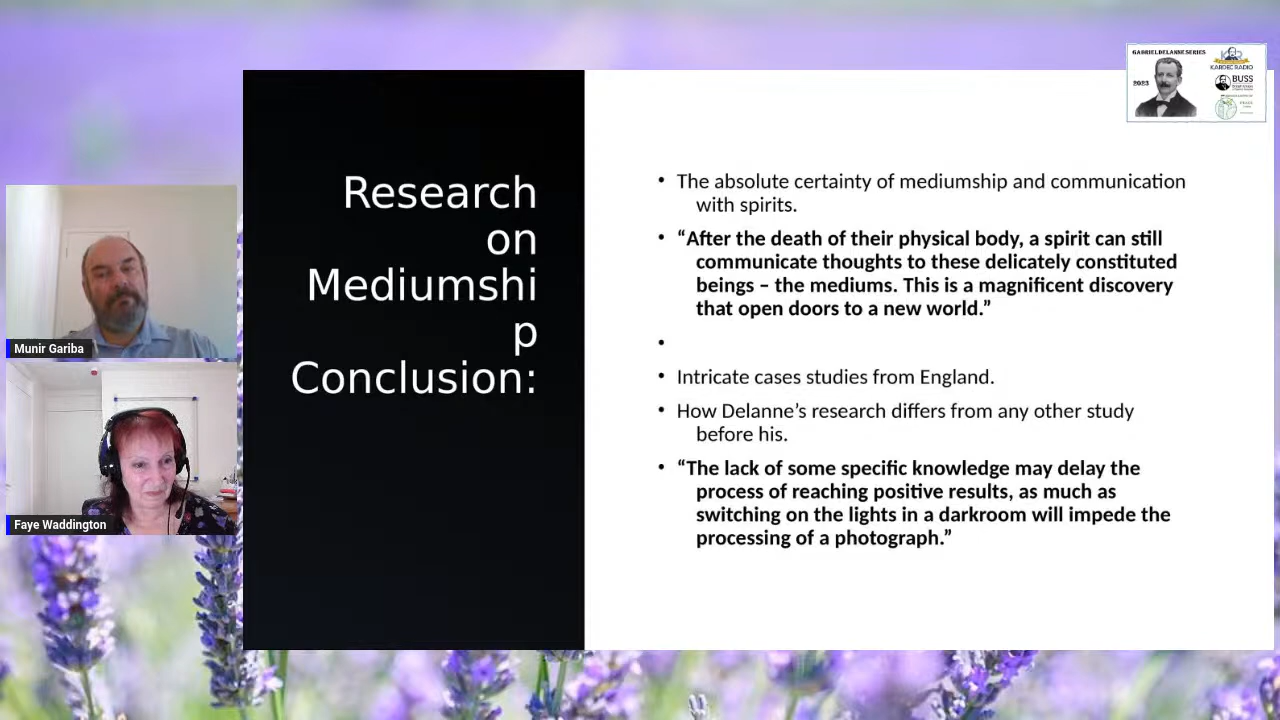 GABRIEL DELANNE SERIES
2023
KARDEC RADIO
BUSS
Research
on
Mediumshi
p
Conclusion:
• The absolute certainty of mediumship and communication
with spirits.
• “After the death of their physical body, a spirit can still
communicate thoughts to these delicately constituted
beings – the mediums. This is a magnificent discovery
that open doors to a new world.”
•
• Intricate cases studies from England.
• How Delanne’s research differs from any other study
before his.
• “The lack of some specific knowledge may delay the
process of reaching positive results, as much as
switching on the lights in a darkroom will impede the
processing of a photograph.”
Munir Gariba
Faye Waddington